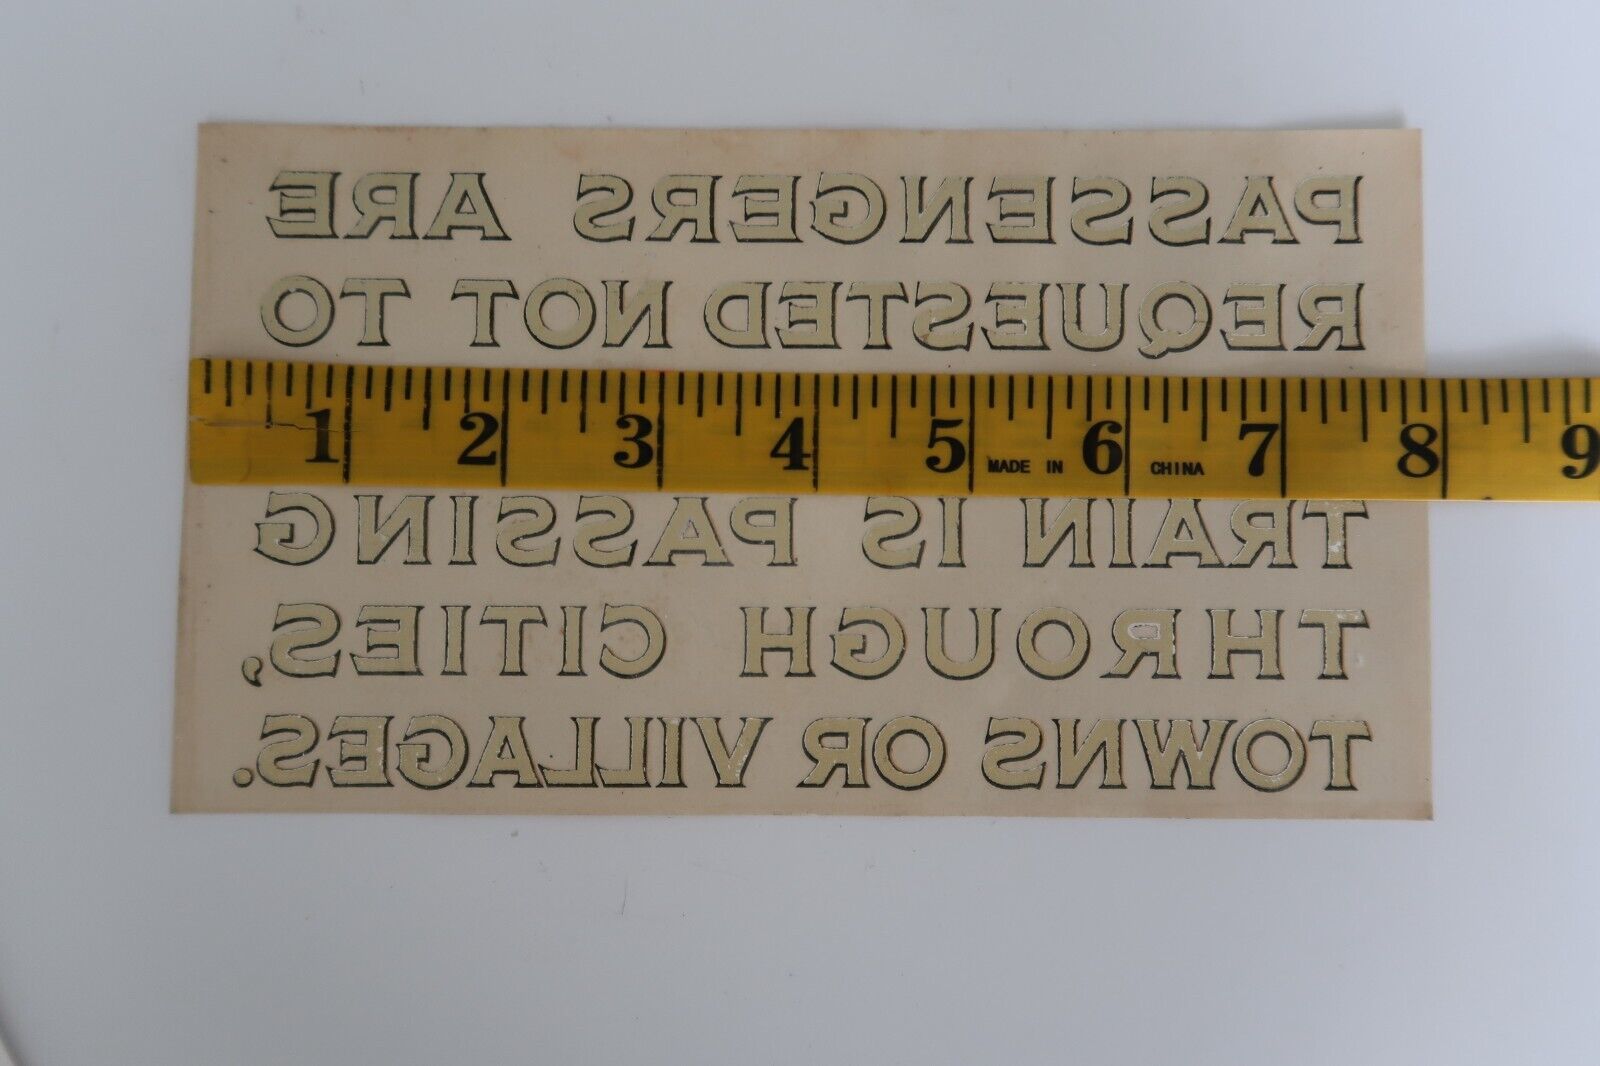 PASSENGERS ARE
REQUESTED NOT TO
1 2 3 4 5 MADE IN 6 CHINA 7 8 9
TRAIN IS PASSING
THROUGH CITIES,
TOWNS OR VILLAGES.